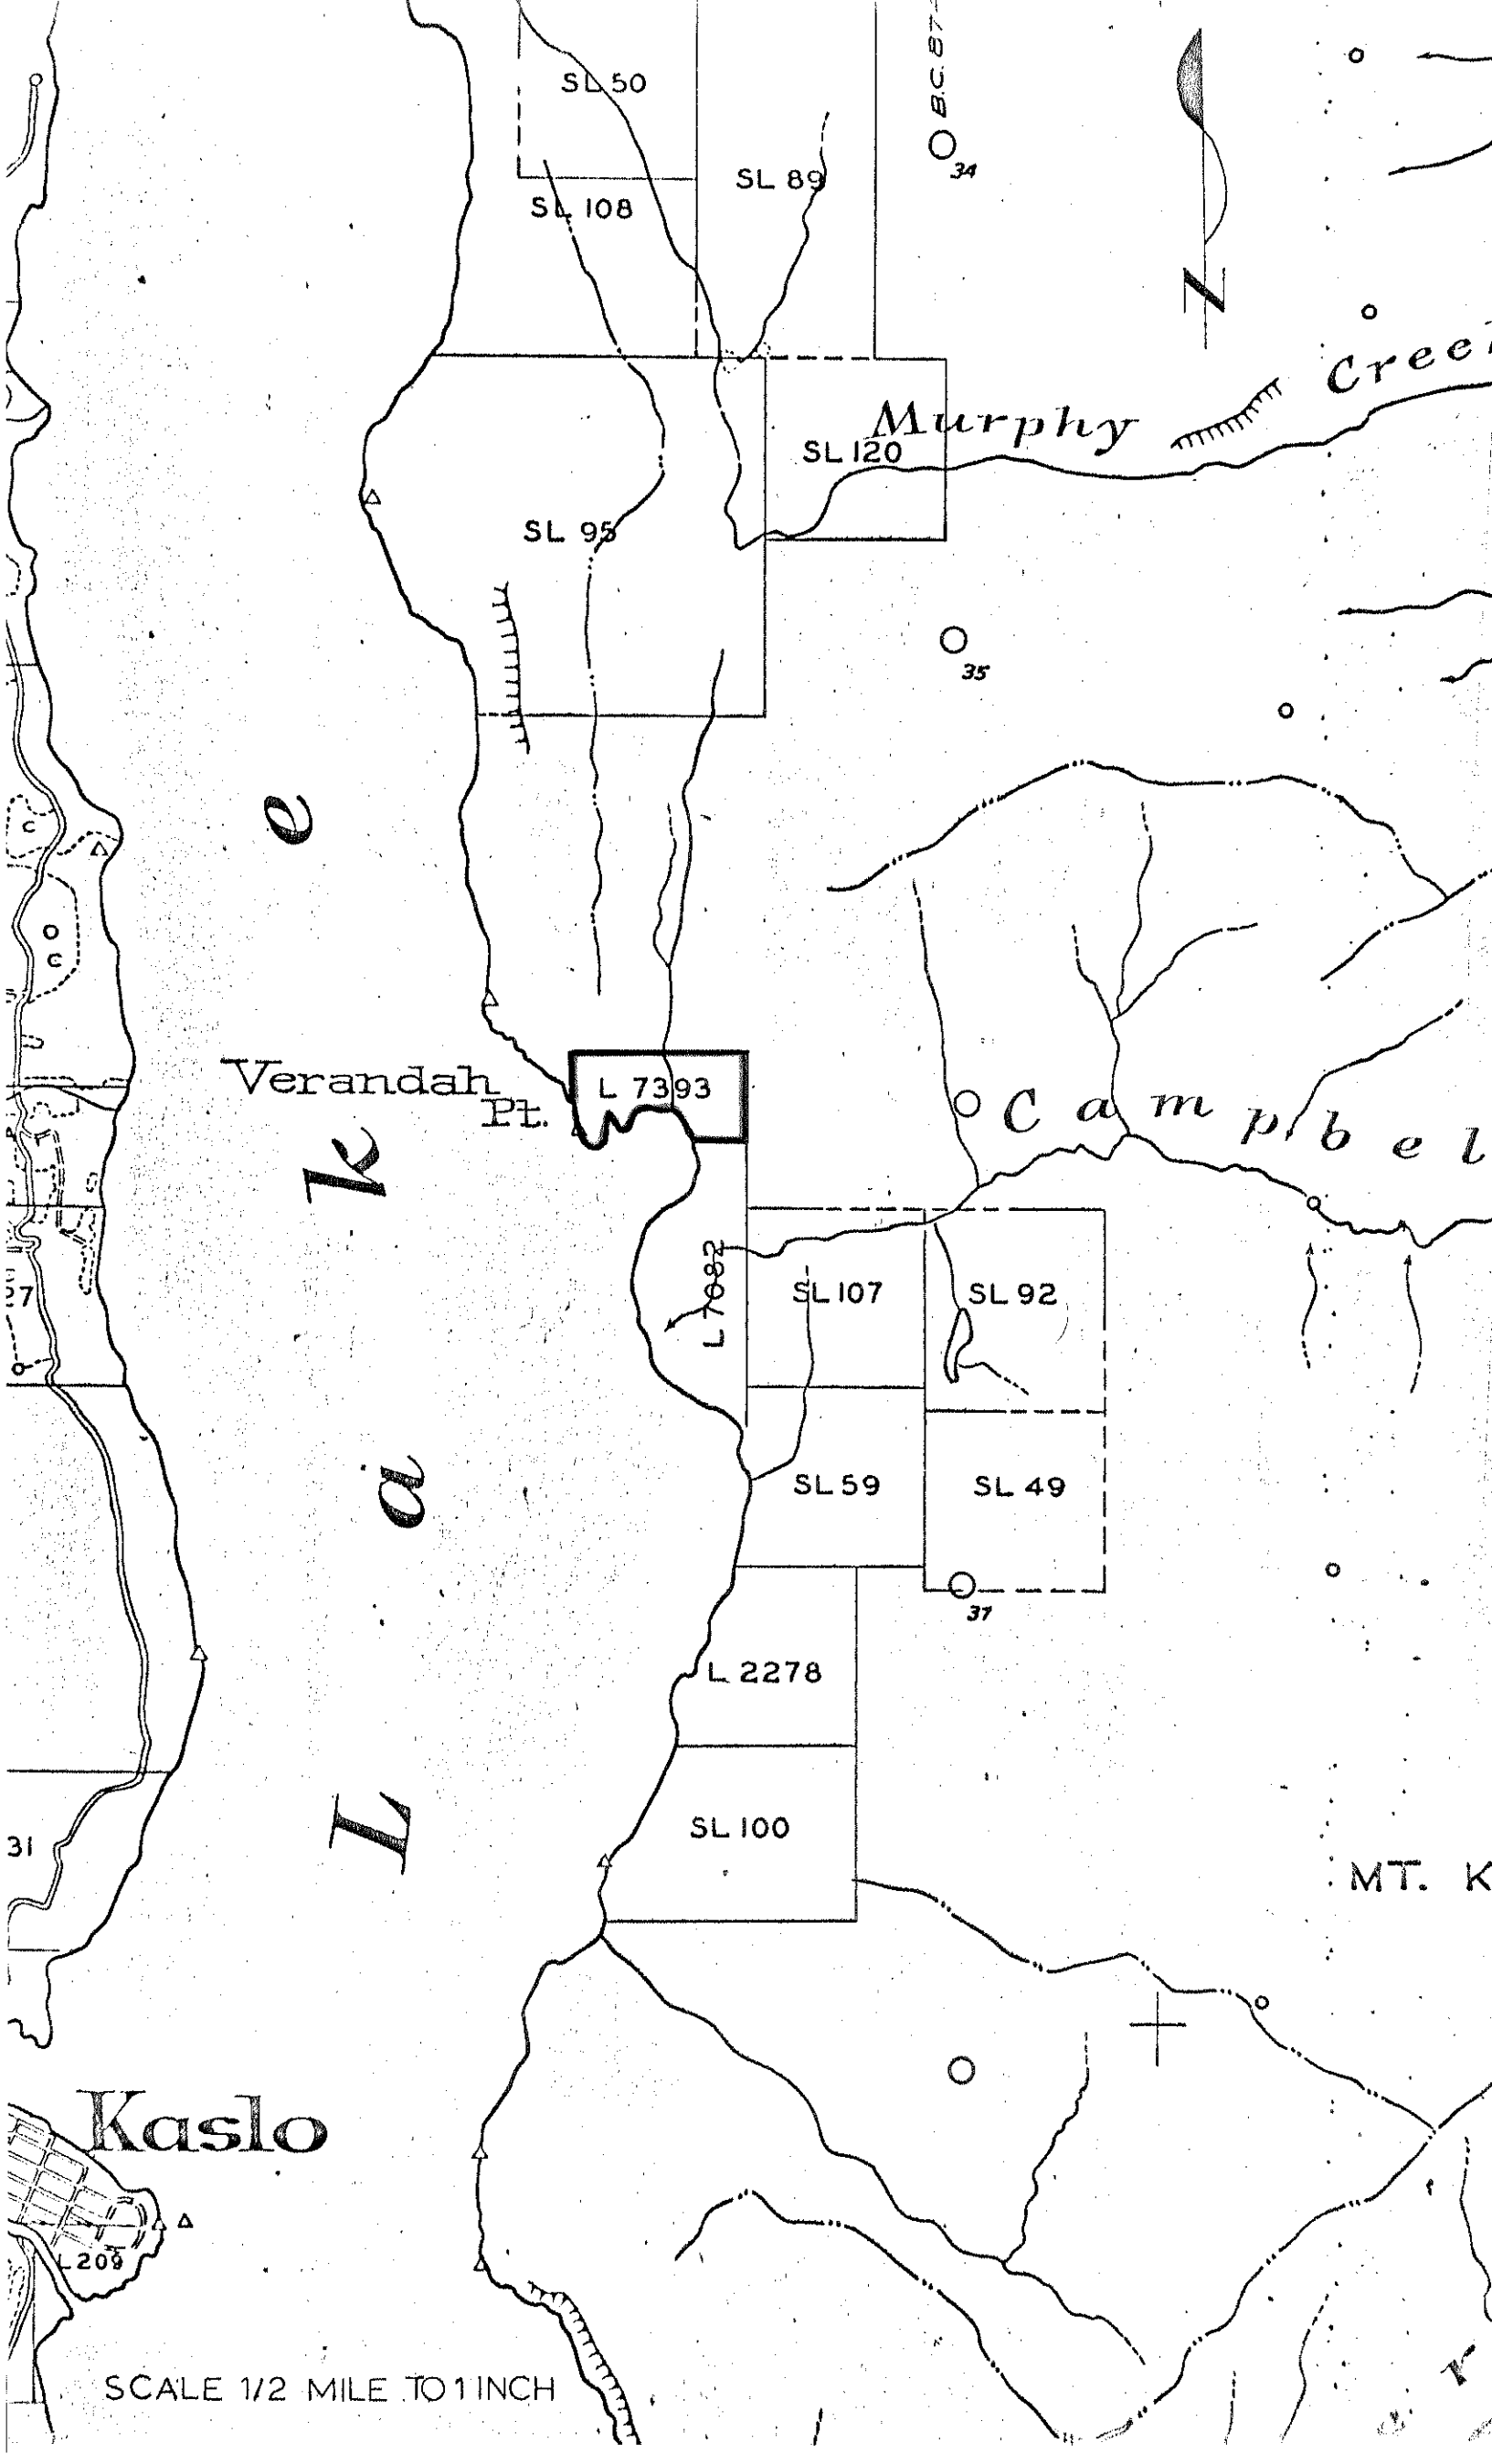 SL 50
B.C. 87
34
SL 89
SL 108
N
Creek
Murphy
SL 120
SL 95
35
e
c
c
Verandah
Pt.
L 7393
k
Campbel
L 7082
SL 107
SL 92
27
a
SL 59
SL 49
37
L 2278
L
SL 100
31
MT. K
Kaslo
L 209
SCALE 1/2 MILE TO 1 INCH
r